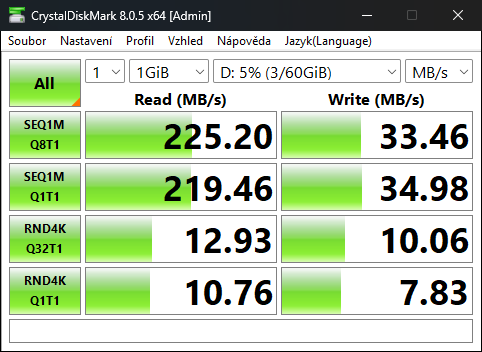 CrystalDiskMark 8.0.5 x64 [Admin]
Soubor Nastavení Profil Vzhled Nápověda Jazyk(Language)
All 1 1GiB D: 5% (3/60GiB) MB/s
Read (MB/s) Write (MB/s)
SEQ1M
Q8T1 225.20 33.46
SEQ1M
Q1T1 219.46 34.98
RND4K
Q32T1 12.93 10.06
RND4K
Q1T1 10.76 7.83